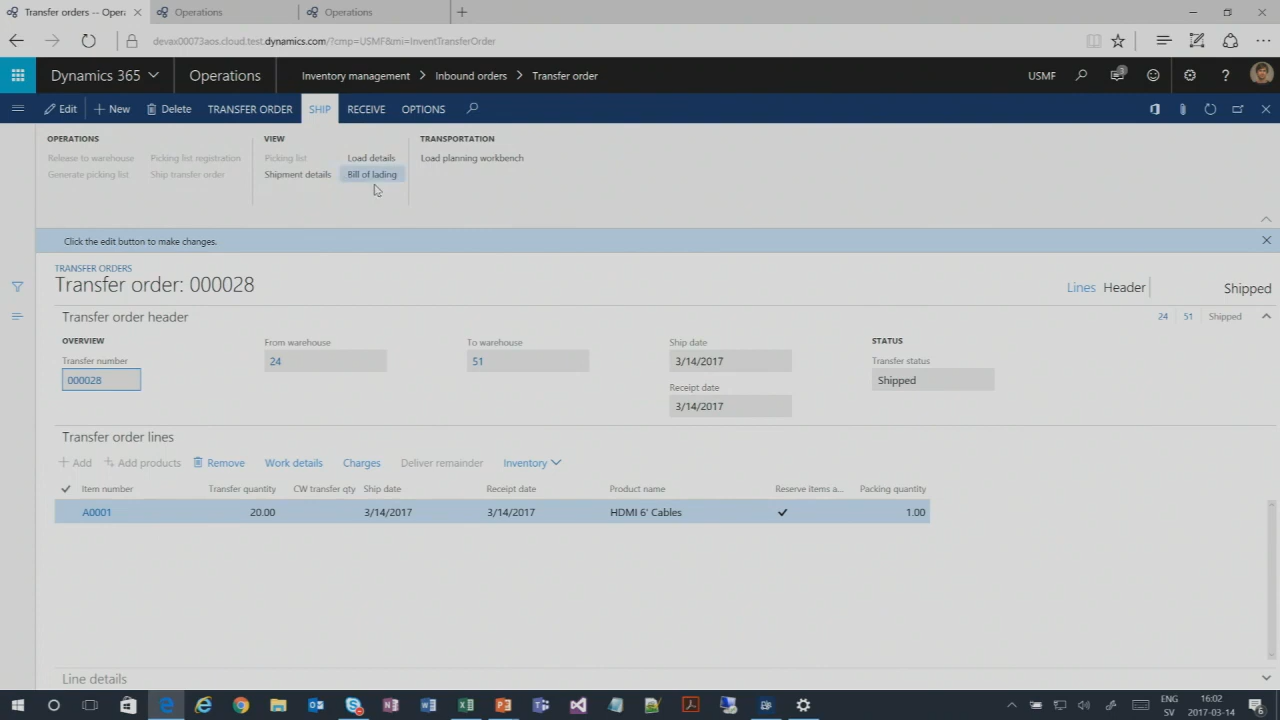 Transfer orders -- Opera
Operations
Operations
devax00073aos.cloud.test.dynamics.com/?cmp=USMF&mi=InventTransferOrder
Dynamics 365
Operations
Inventory management > Inbound orders > Transfer order
USMF
3
?
Edit
New
Delete
TRANSFER ORDER
SHIP
RECEIVE
OPTIONS
OPERATIONS
Release to warehouse
Picking list registration
Generate picking list
Ship transfer order
VIEW
Picking list
Load details
Shipment details
Bill of lading
TRANSPORTATION
Load planning workbench
Click the edit button to make changes.
TRANSFER ORDERS
Transfer order: 000028
Lines
Header
Shipped
Transfer order header
24
51
Shipped
OVERVIEW
Transfer number
000028
From warehouse
24
To warehouse
51
Ship date
3/14/2017
Receipt date
3/14/2017
STATUS
Transfer status
Shipped
Transfer order lines
Add
Add products
Remove
Work details
Charges
Deliver remainder
Inventory
Item number Transfer quantity CW transfer qty Ship date Receipt date Product name Reserve items a... Packing quantity
A0001 20.00 3/14/2017 3/14/2017 HDMI 6' Cables 1.00
Line details
ENG
SV
16:02
2017-03-14
6